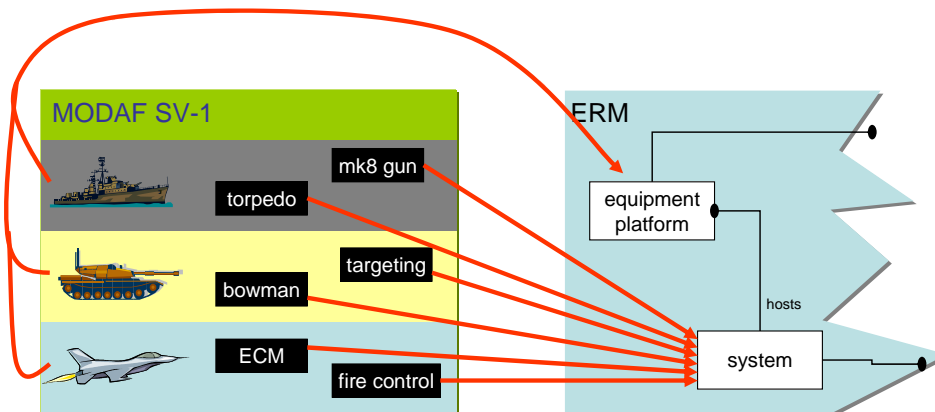 MODAF SV-1
ERM
mk8 gun
torpedo
equipment
platform
targeting
bowman
hosts
ECM
system
fire control